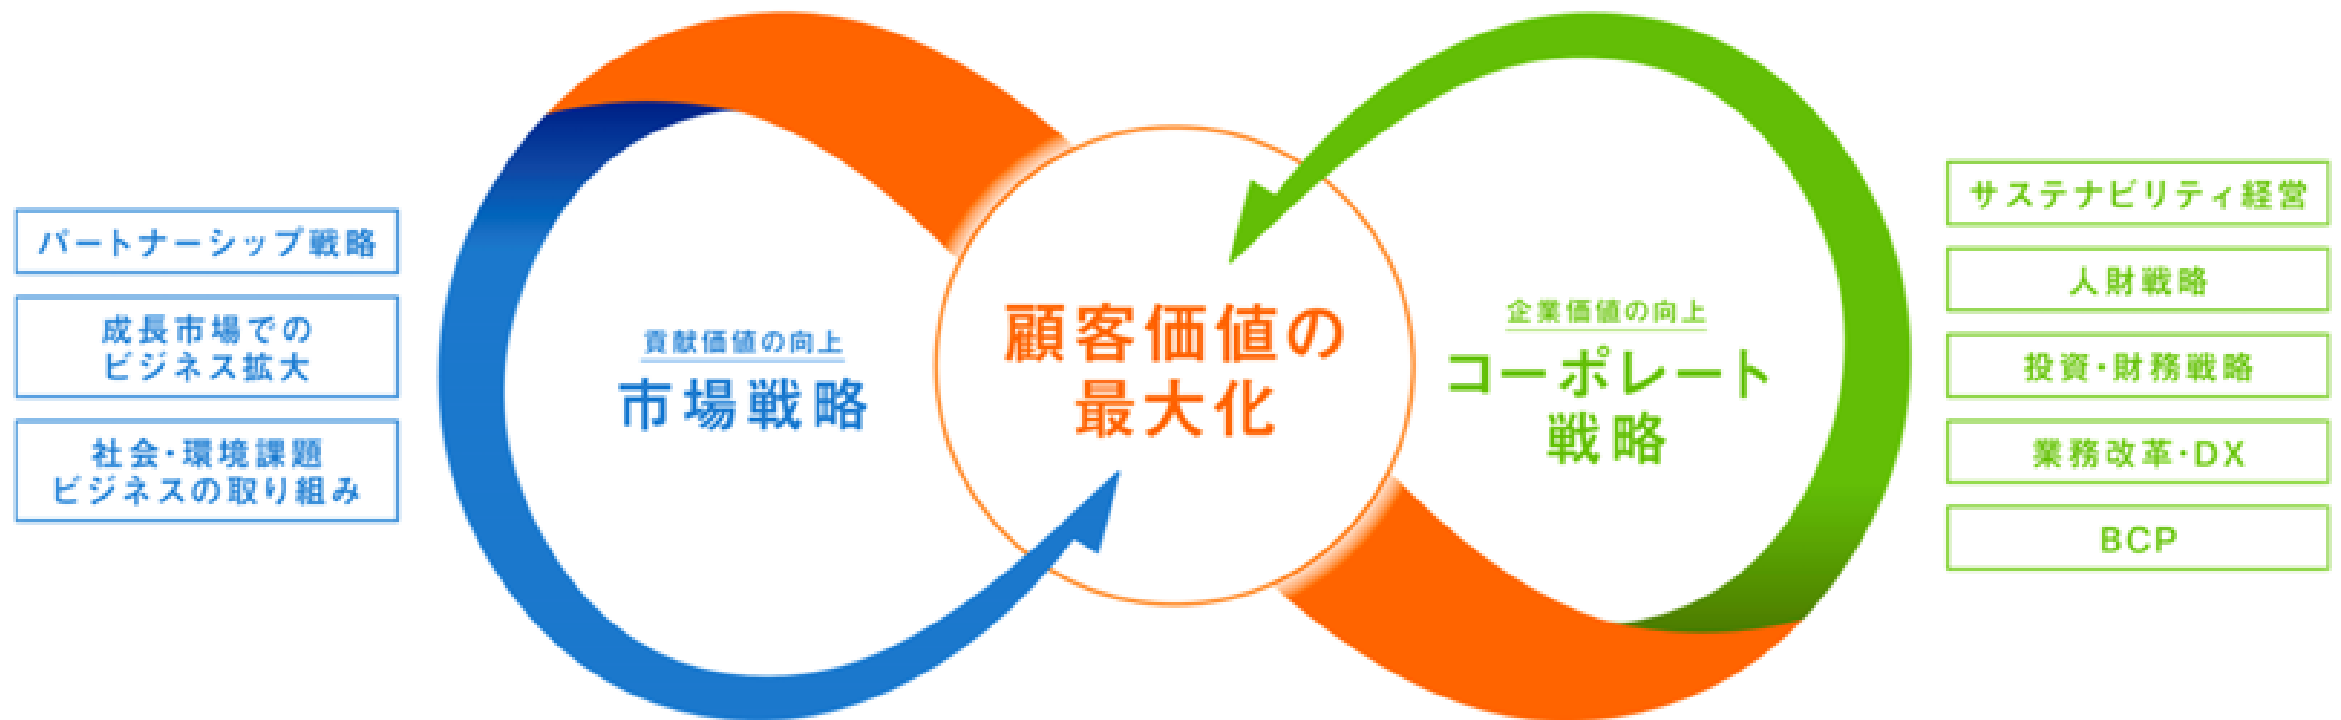 パートナーシップ戦略
成長市場での
ビジネス拡大
社会・環境課題
ビジネスの取り組み
貢献価値の向上
市場戦略
顧客価値の
最大化
企業価値の向上
コーポレート
戦略
サステナビリティ経営
人財戦略
投資・財務戦略
業務改革・DX
BCP